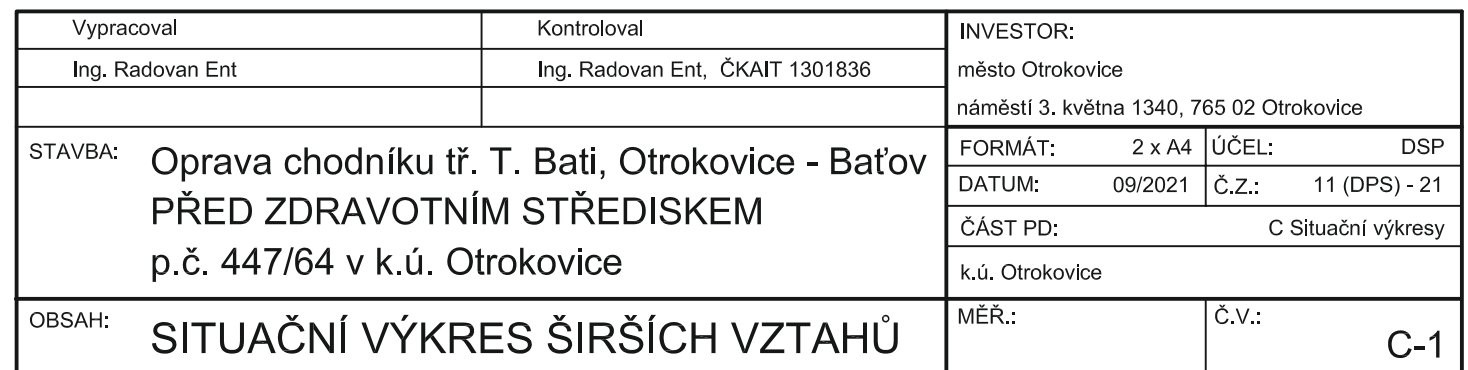 Vypracoval Kontroloval
Ing. Radovan Ent Ing. Radovan Ent, ČKAIT 1301836
INVESTOR:
město Otrokovice
náměstí 3. května 1340, 765 02 Otrokovice
STAVBA: Oprava chodníku tř. T. Bati, Otrokovice - Baťov
PŘED ZDRAVOTNÍM STŘEDISKEM
p.č. 447/64 v k.ú. Otrokovice
FORMÁT: 2 x A4 ÚČEL: DSP
DATUM: 09/2021 Č.Z.: 11 (DPS) - 21
ČÁST PD: C Situační výkresy
k.ú. Otrokovice
OBSAH: SITUAČNÍ VÝKRES ŠIRŠÍCH VZTAHŮ
MĚŘ.: Č.V.: C-1